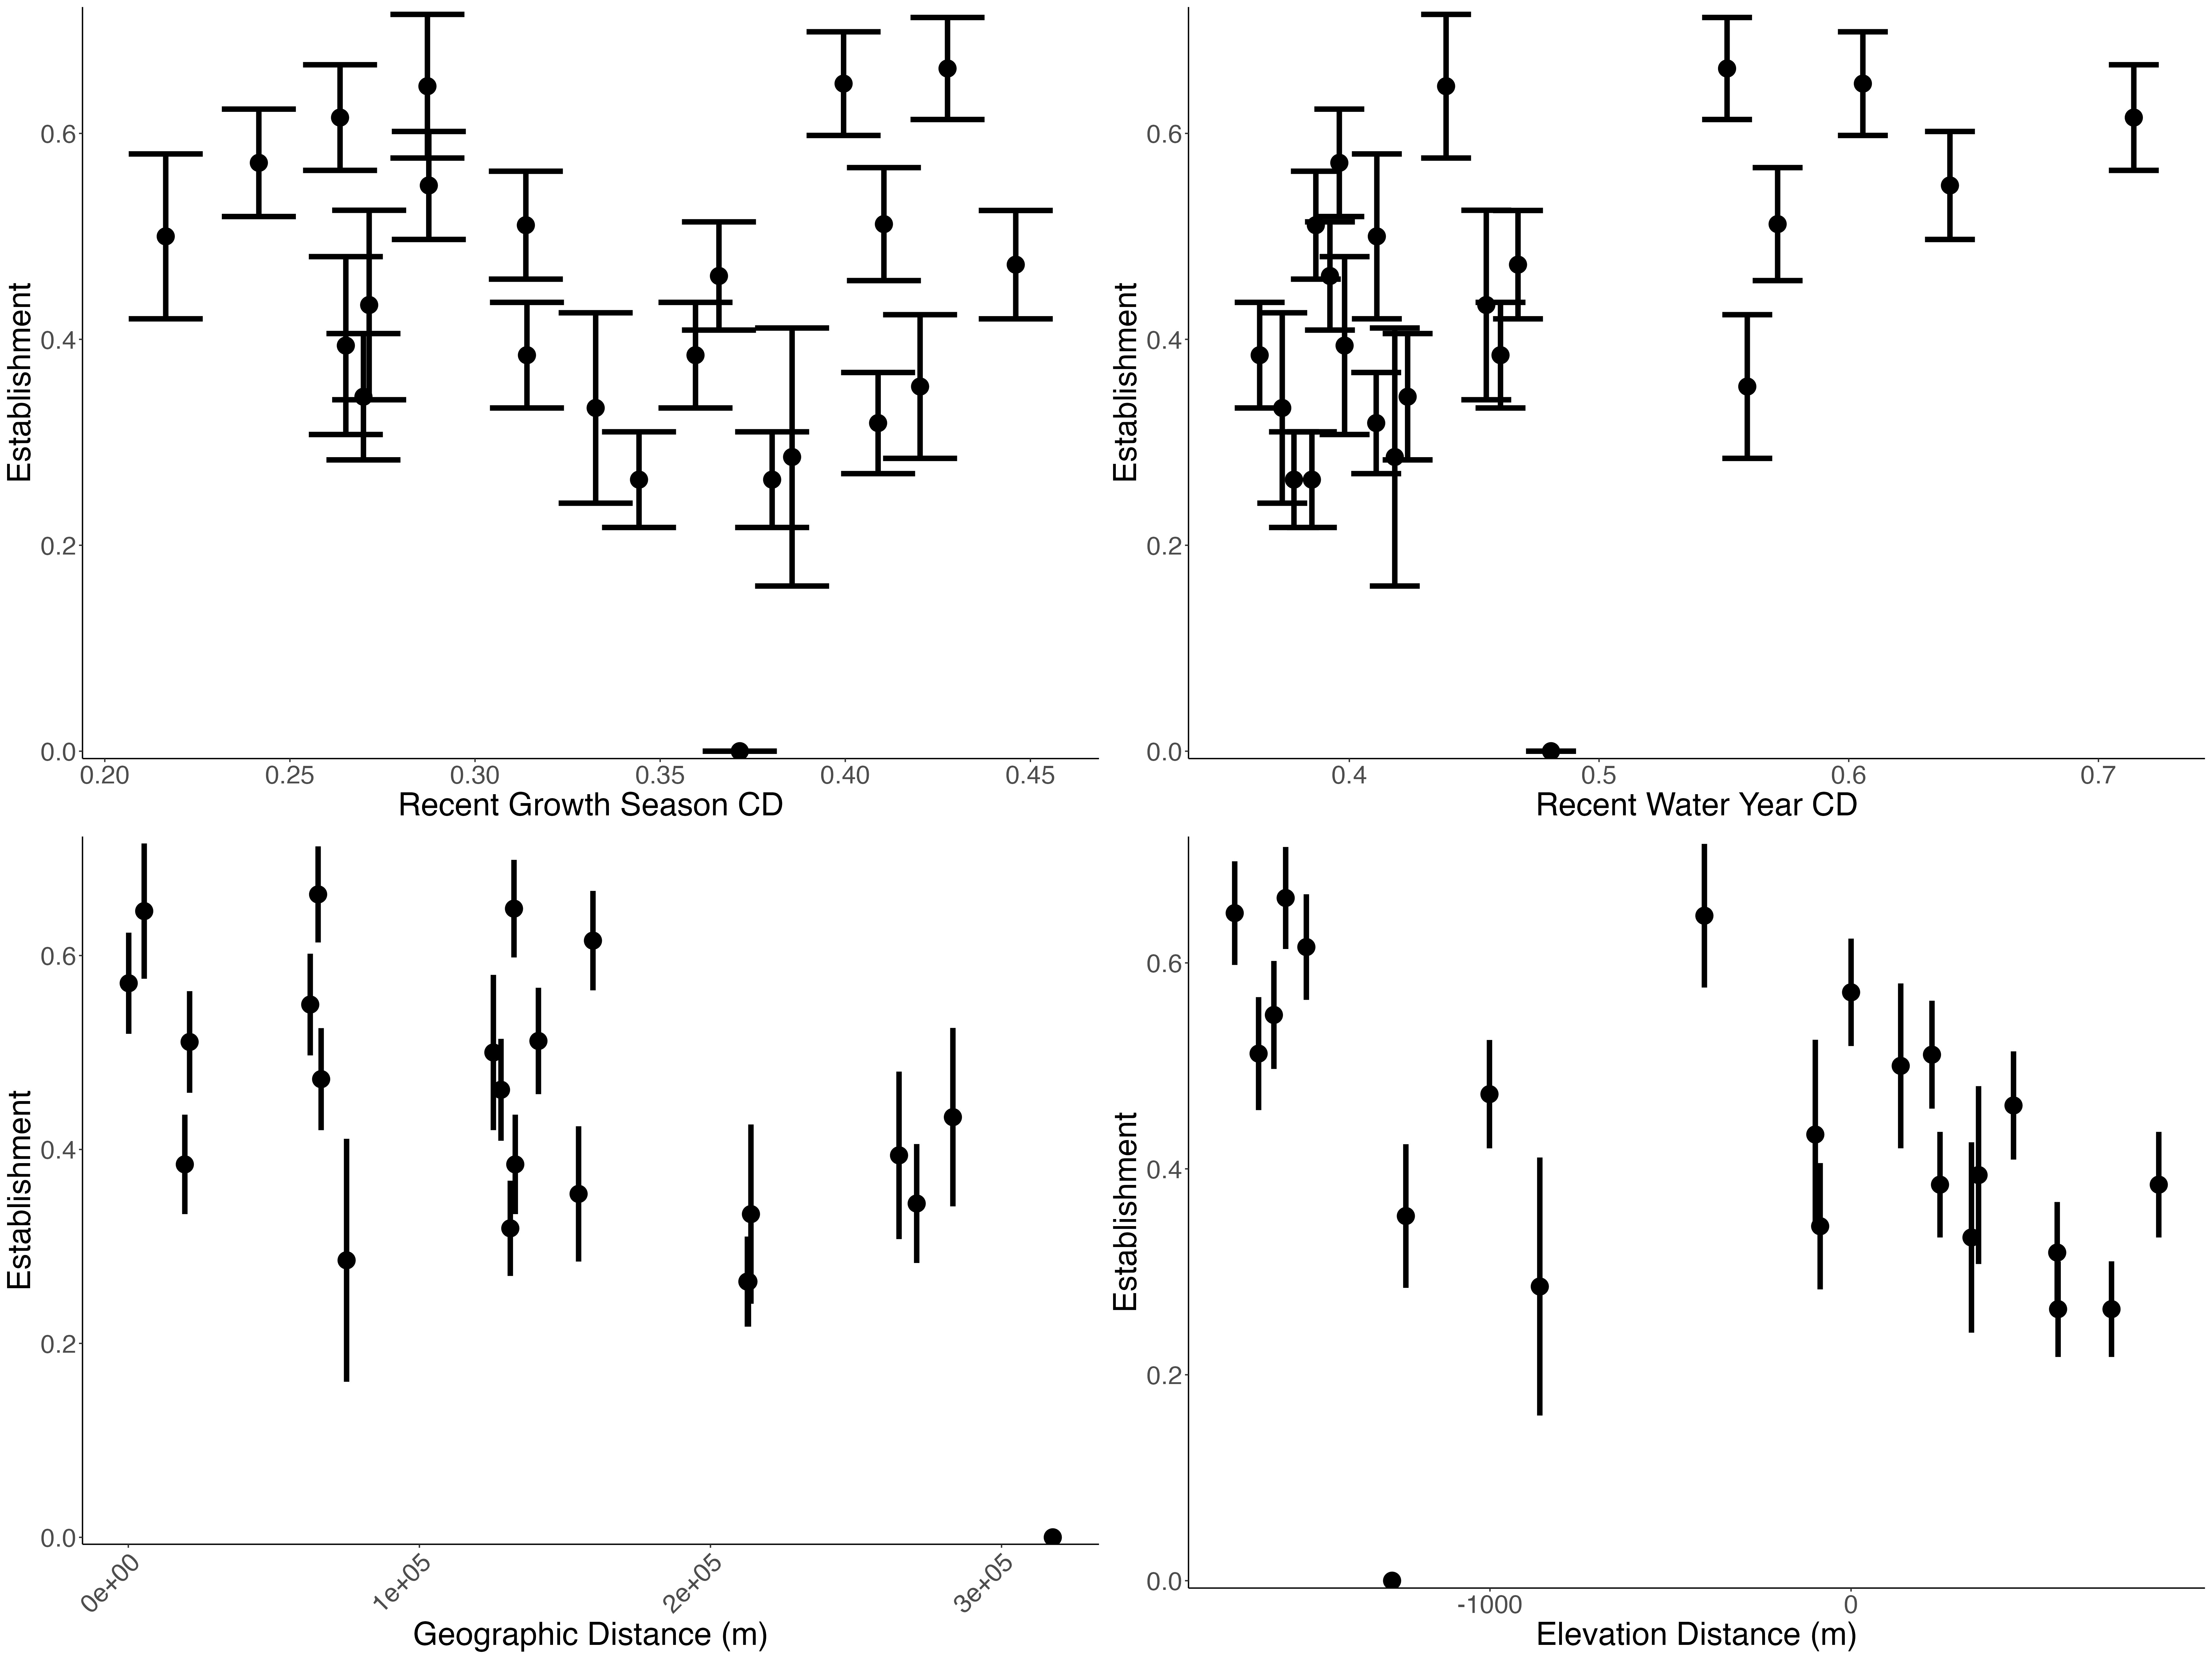 Establishment
0.6
0.4
0.2
0.0
0.20 0.25 0.30 0.35 0.40 0.45
Recent Growth Season CD
Establishment
0.6
0.4
0.2
0.0
0.4 0.5 0.6 0.7
Recent Water Year CD
Establishment
0.6
0.4
0.2
0.0
0e+00 1e+05 2e+05 3e+05
Geographic Distance (m)
Establishment
0.6
0.4
0.2
0.0
-1000 0
Elevation Distance (m)